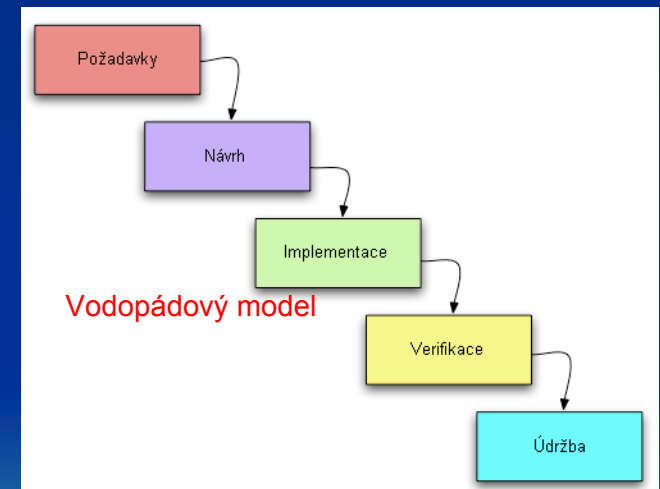 Požadavky
Návrh
Implementace
Vodopádový model
Verifikace
Údržba